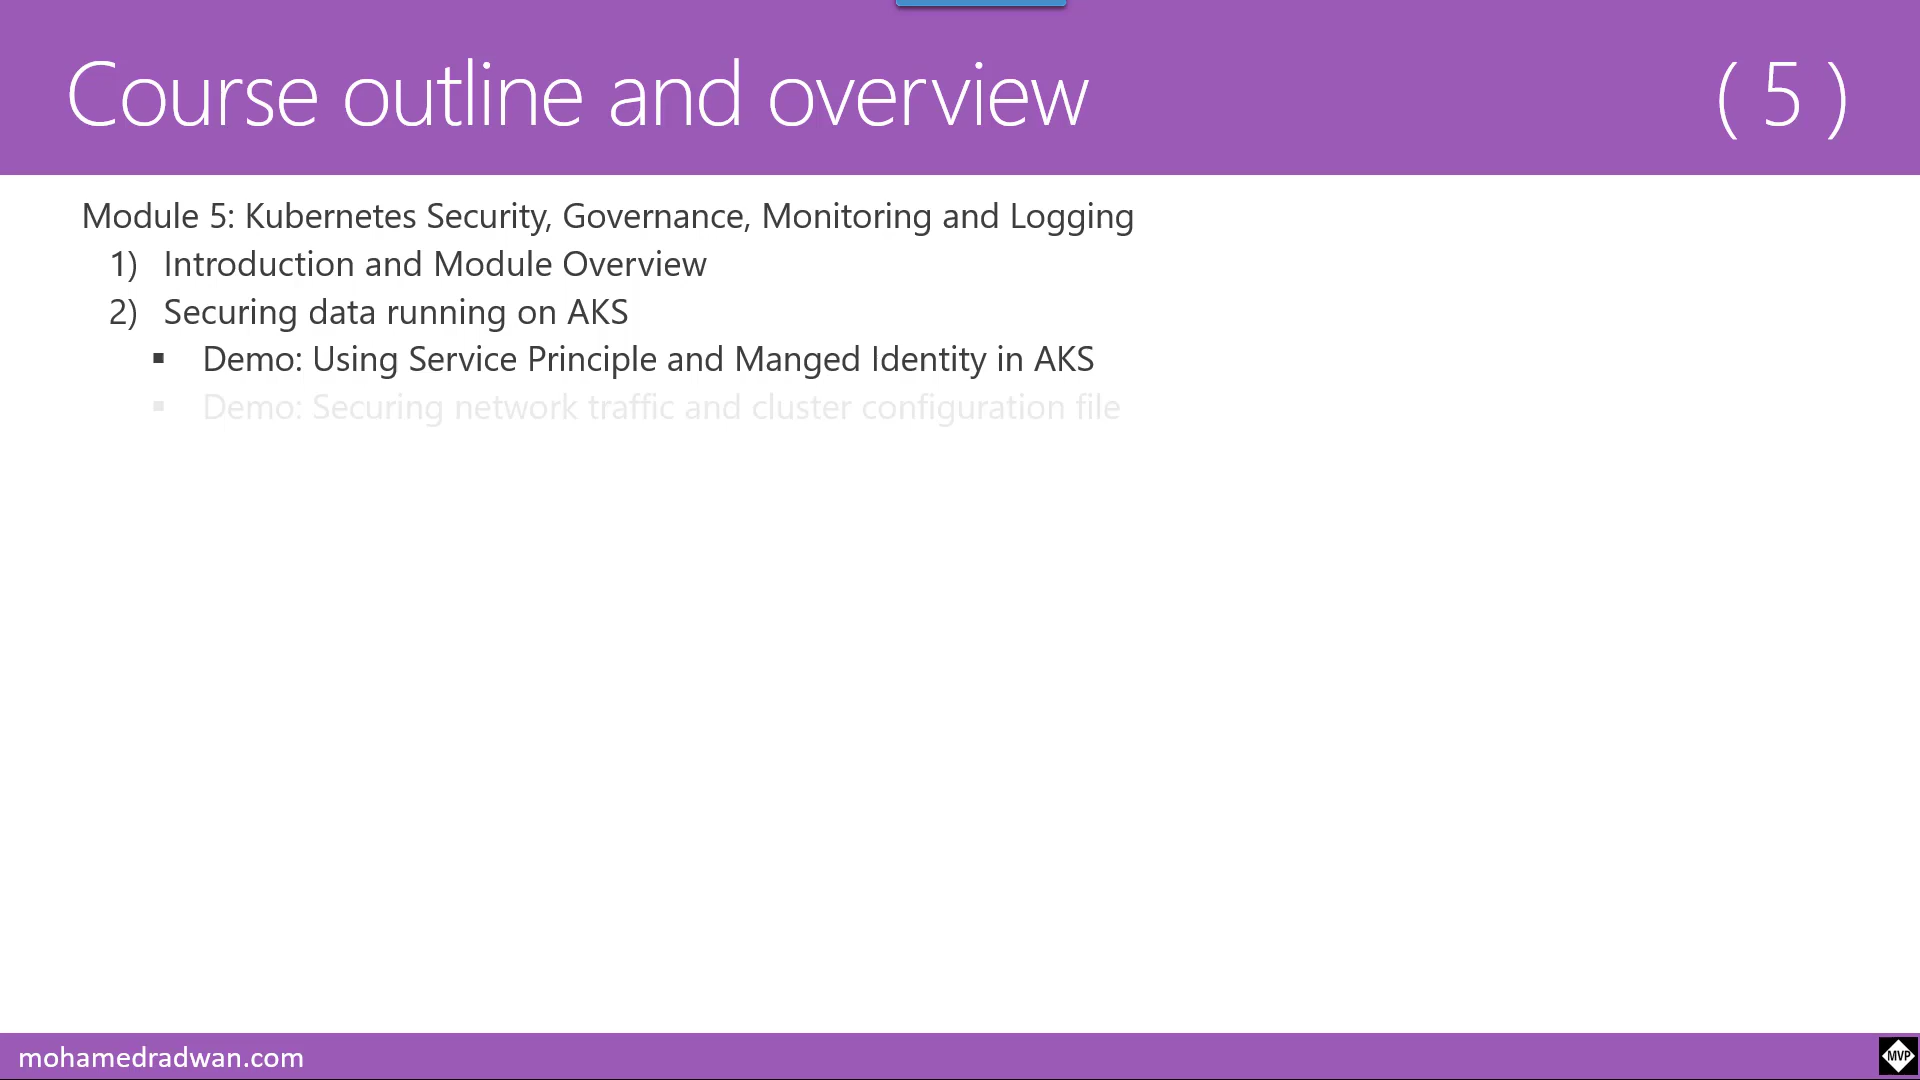 Course outline and overview ( 5 )
Module 5: Kubernetes Security, Governance, Monitoring and Logging
1) Introduction and Module Overview
2) Securing data running on AKS
▪ Demo: Using Service Principle and Manged Identity in AKS
▪ Demo: Securing network traffic and cluster configuration file
mohamedradwan.com
MVP